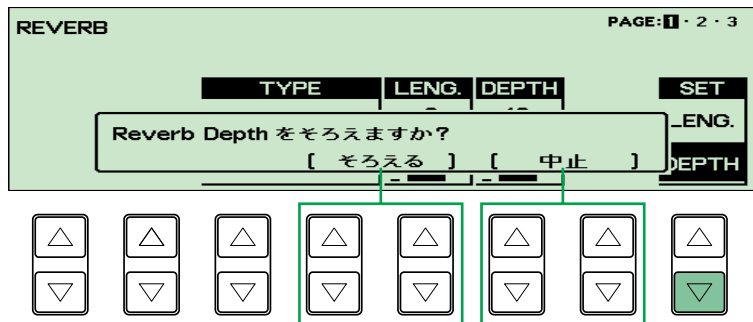 REVERB
PAGE:1・2・3
TYPE LENG. DEPTH SET
LENG.
Reverb Depth をそろえますか?
[ そろえる ] [ 中止 ]
DEPTH